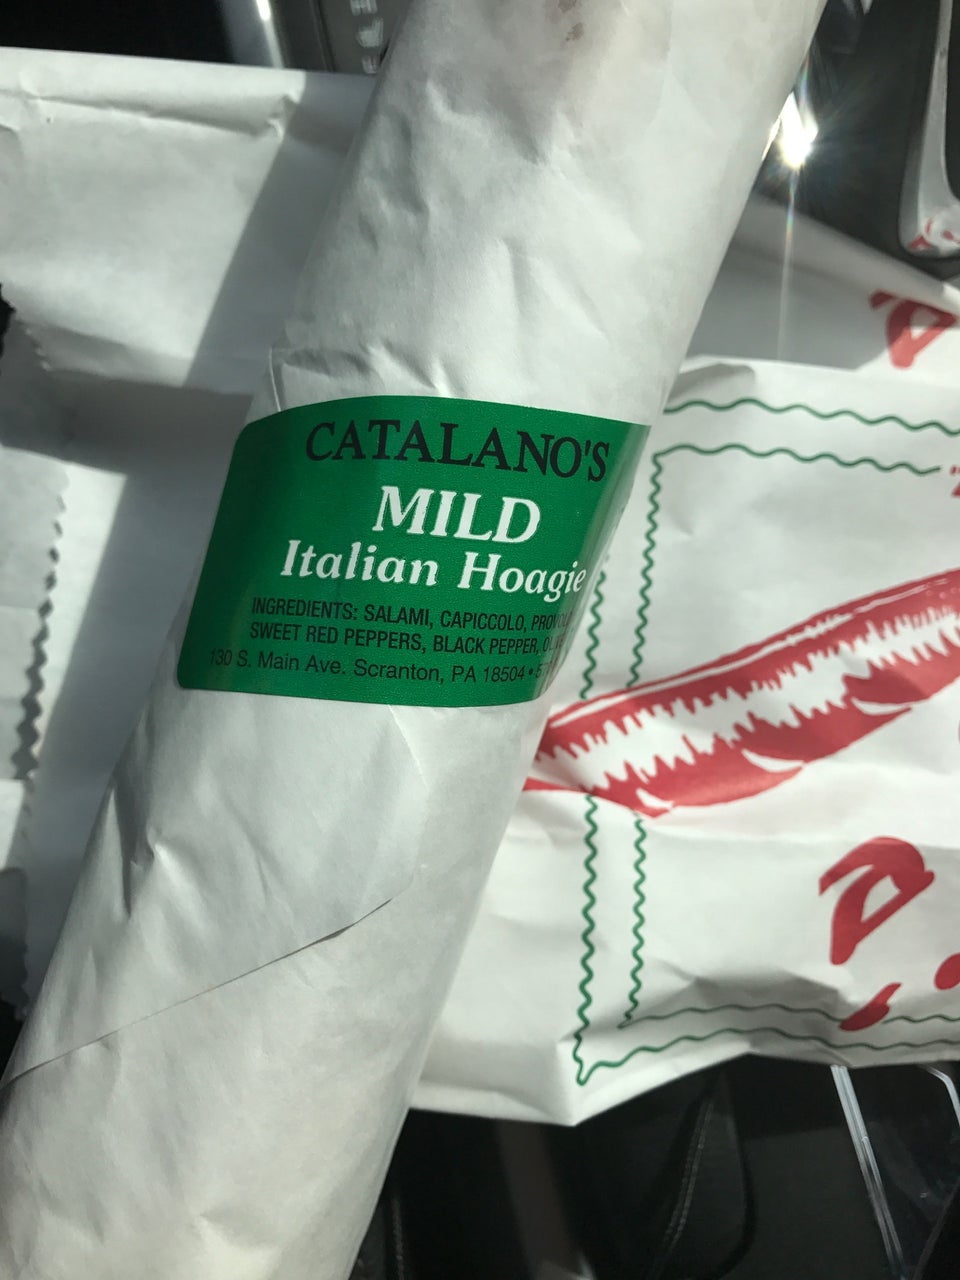 CATALANO'S
MILD
Italian Hoagie
INGREDIENTS: SALAMI, CAPICCOLO,
SWEET RED PEPPERS, BLACK PEPPER,
130 S. Main Ave. Scranton, PA 18504 •